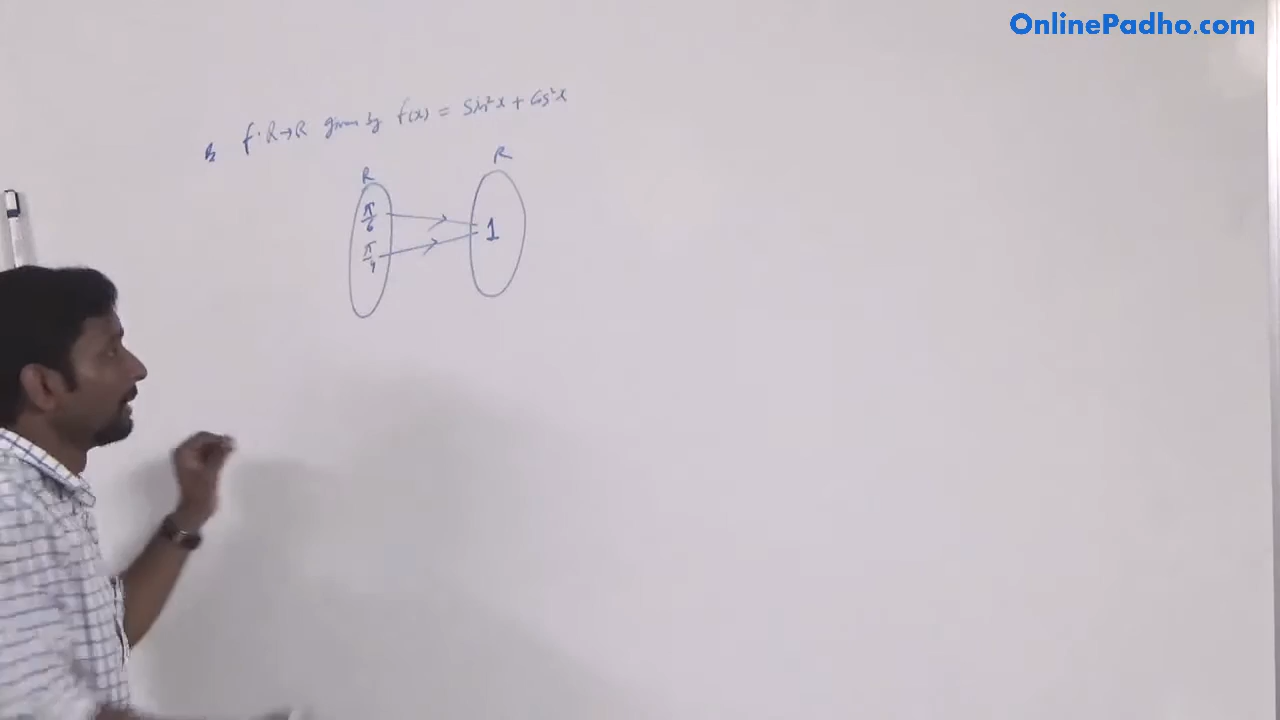 OnlinePadho.com
f: R→R given by f(x) = Sin²x + Cos²x
R R
π/6
1
π/4